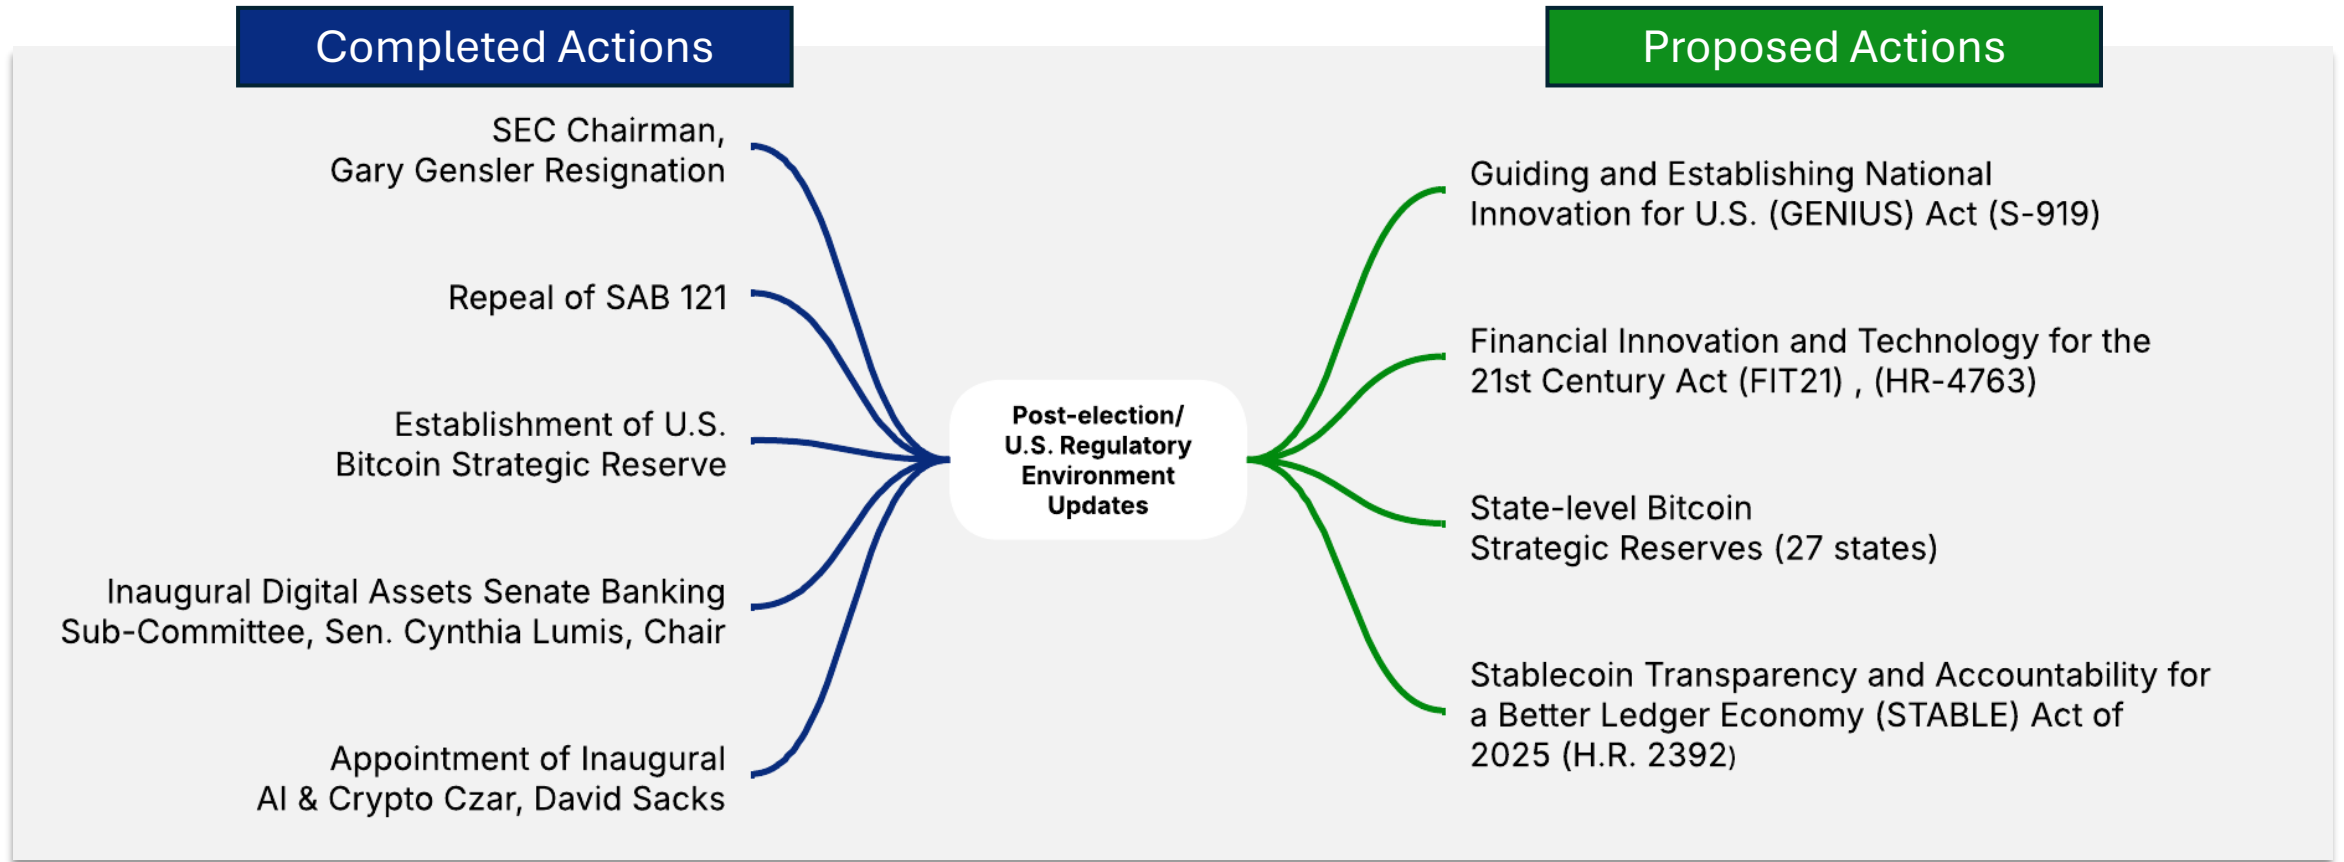 Completed Actions
SEC Chairman,
Gary Gensler Resignation
Repeal of SAB 121
Establishment of U.S.
Bitcoin Strategic Reserve
Inaugural Digital Assets Senate Banking
Sub-Committee, Sen. Cynthia Lumis, Chair
Appointment of Inaugural
AI & Crypto Czar, David Sacks
Post-election/
U.S. Regulatory
Environment
Updates
Proposed Actions
Guiding and Establishing National
Innovation for U.S. (GENIUS) Act (S-919)
Financial Innovation and Technology for the
21st Century Act (FIT21) , (HR-4763)
State-level Bitcoin
Strategic Reserves (27 states)
Stablecoin Transparency and Accountability for
a Better Ledger Economy (STABLE) Act of
2025 (H.R. 2392)